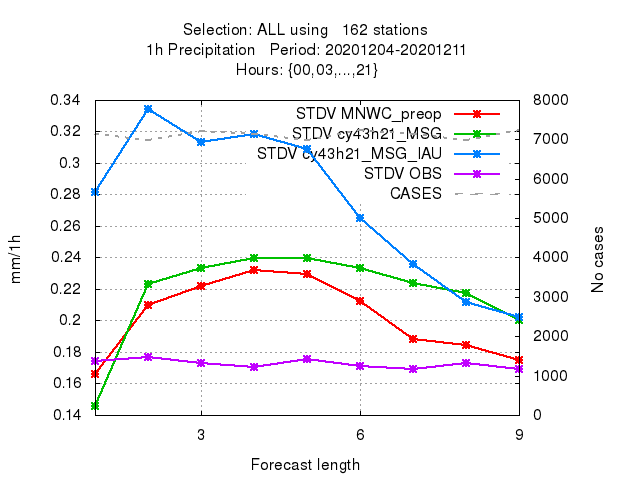 Selection: ALL using   162 stations
1h Precipitation   Period: 20201204-20201211
Hours: {00,03,...,21}
0.34
0.32
0.3
0.28
0.26
0.24
0.22
0.2
0.18
0.16
0.14
mm/1h
STDV MNWC_preop
STDV cy43h21_MSG
STDV cy43h21_MSG_IAU
STDV OBS
CASES
8000
7000
6000
5000
4000
3000
2000
1000
0
No cases
3
6
9
Forecast length